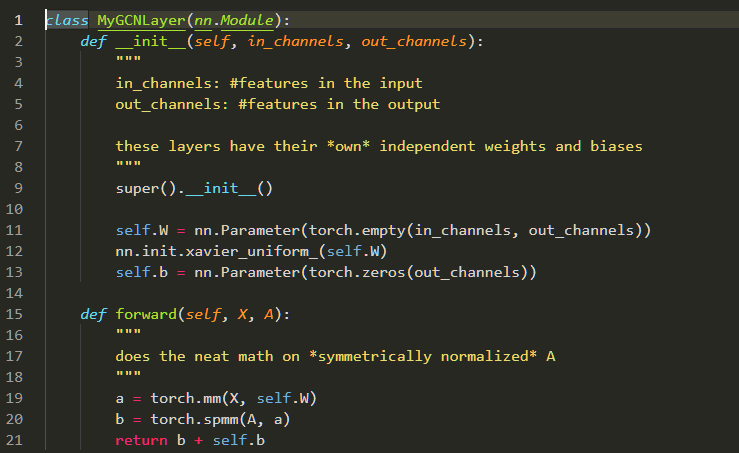 1 class MyGCNLayer(nn.Module):
2 def __init__(self, in_channels, out_channels):
3 """
4 in_channels: #features in the input
5 out_channels: #features in the output
6
7 these layers have their *own* independent weights and biases
8 """
9 super().__init__()
10
11 self.W = nn.Parameter(torch.empty(in_channels, out_channels))
12 nn.init.xavier_uniform_(self.W)
13 self.b = nn.Parameter(torch.zeros(out_channels))
14
15 def forward(self, X, A):
16 """
17 does the neat math on *symmetrically normalized* A
18 """
19 a = torch.mm(X, self.W)
20 b = torch.spmm(A, a)
21 return b + self.b